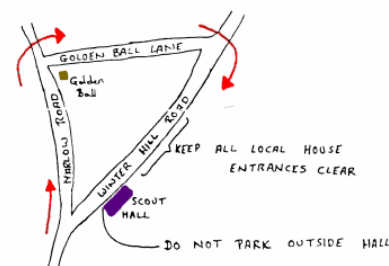 GOLDEN BALL LANE
Golden
Ball
MARLOW ROAD
WINTER HILL ROAD
KEEP ALL LOCAL HOUSE
ENTRANCES CLEAR
SCOUT
HALL
DO NOT PARK OUTSIDE HALL